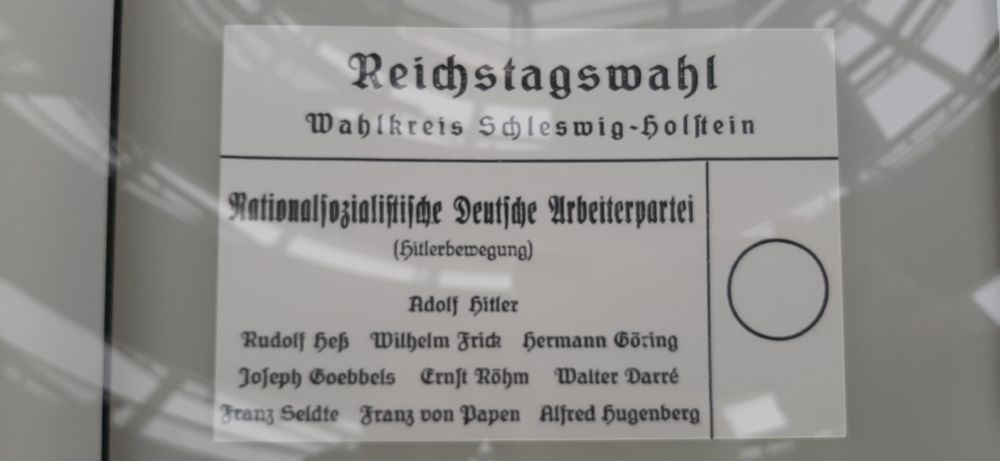 Reichstagswahl
Wahlkreis Schleswig-Holstein
Nationalsozialistische Deutsche Arbeiterpartei
(Hitlerbewegung)
Adolf Hitler
Rudolf Heß Wilhelm Frick Hermann Göring
Joseph Goebbels Ernst Röhm Walter Darré
Franz Seldte Franz von Papen Alfred Hugenberg